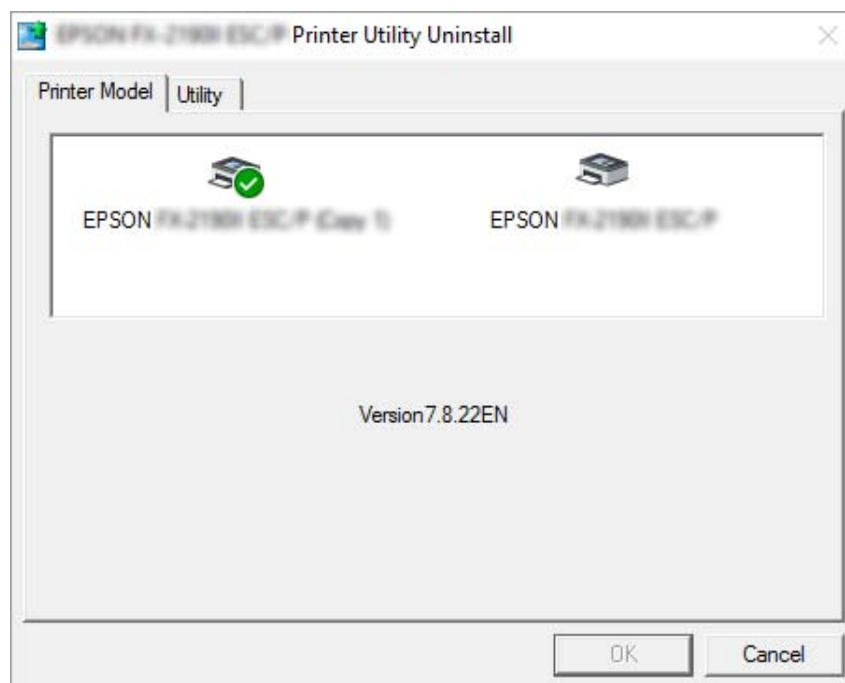 Printer Utility Uninstall
Printer Model
Utility
EPSON
EPSON
Version7.8.22EN
OK
Cancel